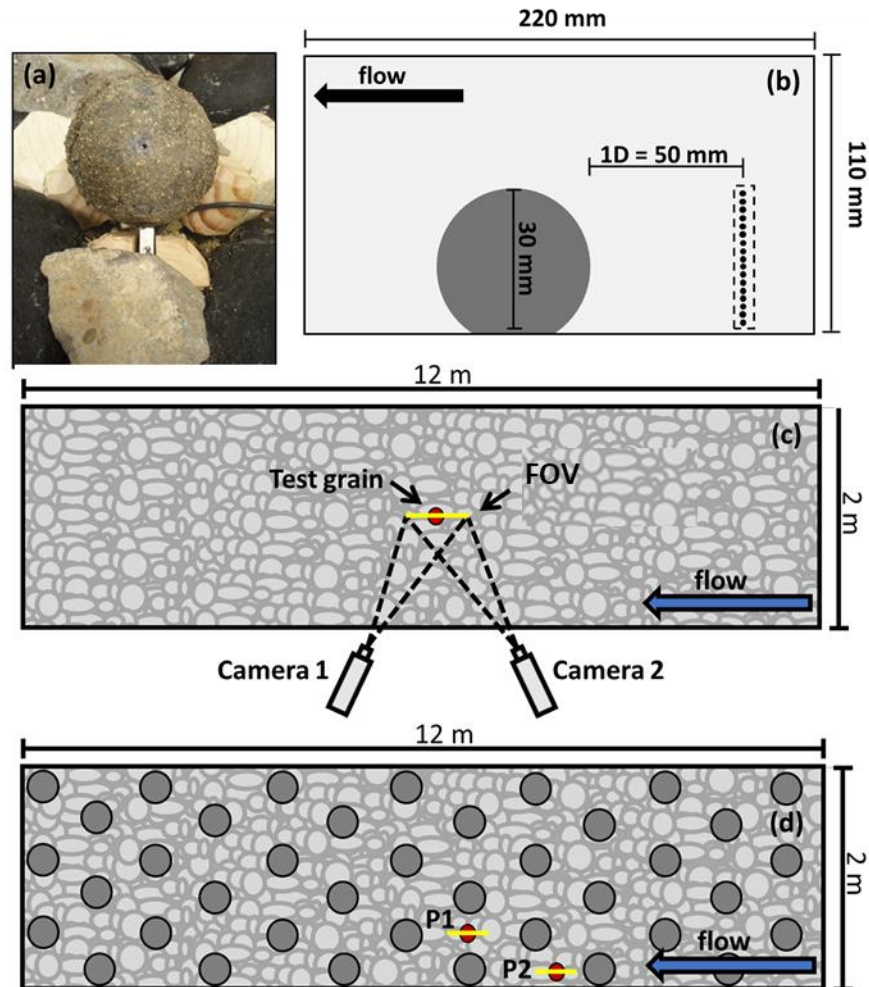 (a)
220 mm
flow
(b)
1D = 50 mm
30 mm
110 mm
12 m
(c)
Test grain
FOV
2 m
flow
Camera 1
Camera 2
12 m
(d)
2 m
P1
flow
P2